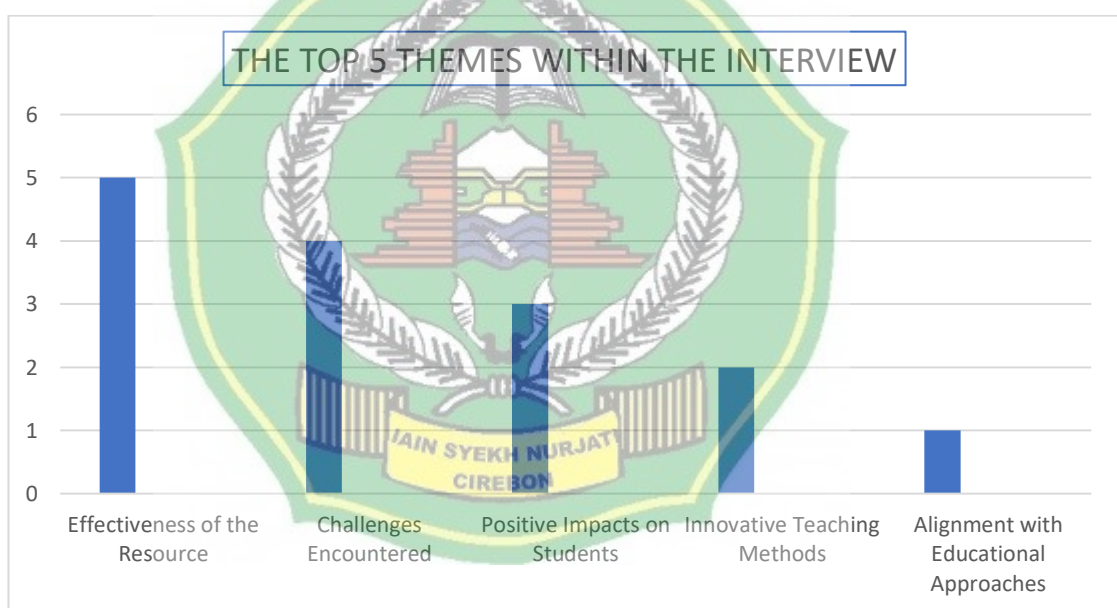 THE TOP 5 THEMES WITHIN THE INTERVIEW
6
5
4
3
2
1
0
Effectiveness of the
Resource
Challenges
Encountered
Positive Impacts on
Students
Innovative Teaching
Methods
Alignment with
Educational
Approaches
IAIN SYEKH NURJATI
CIREBON